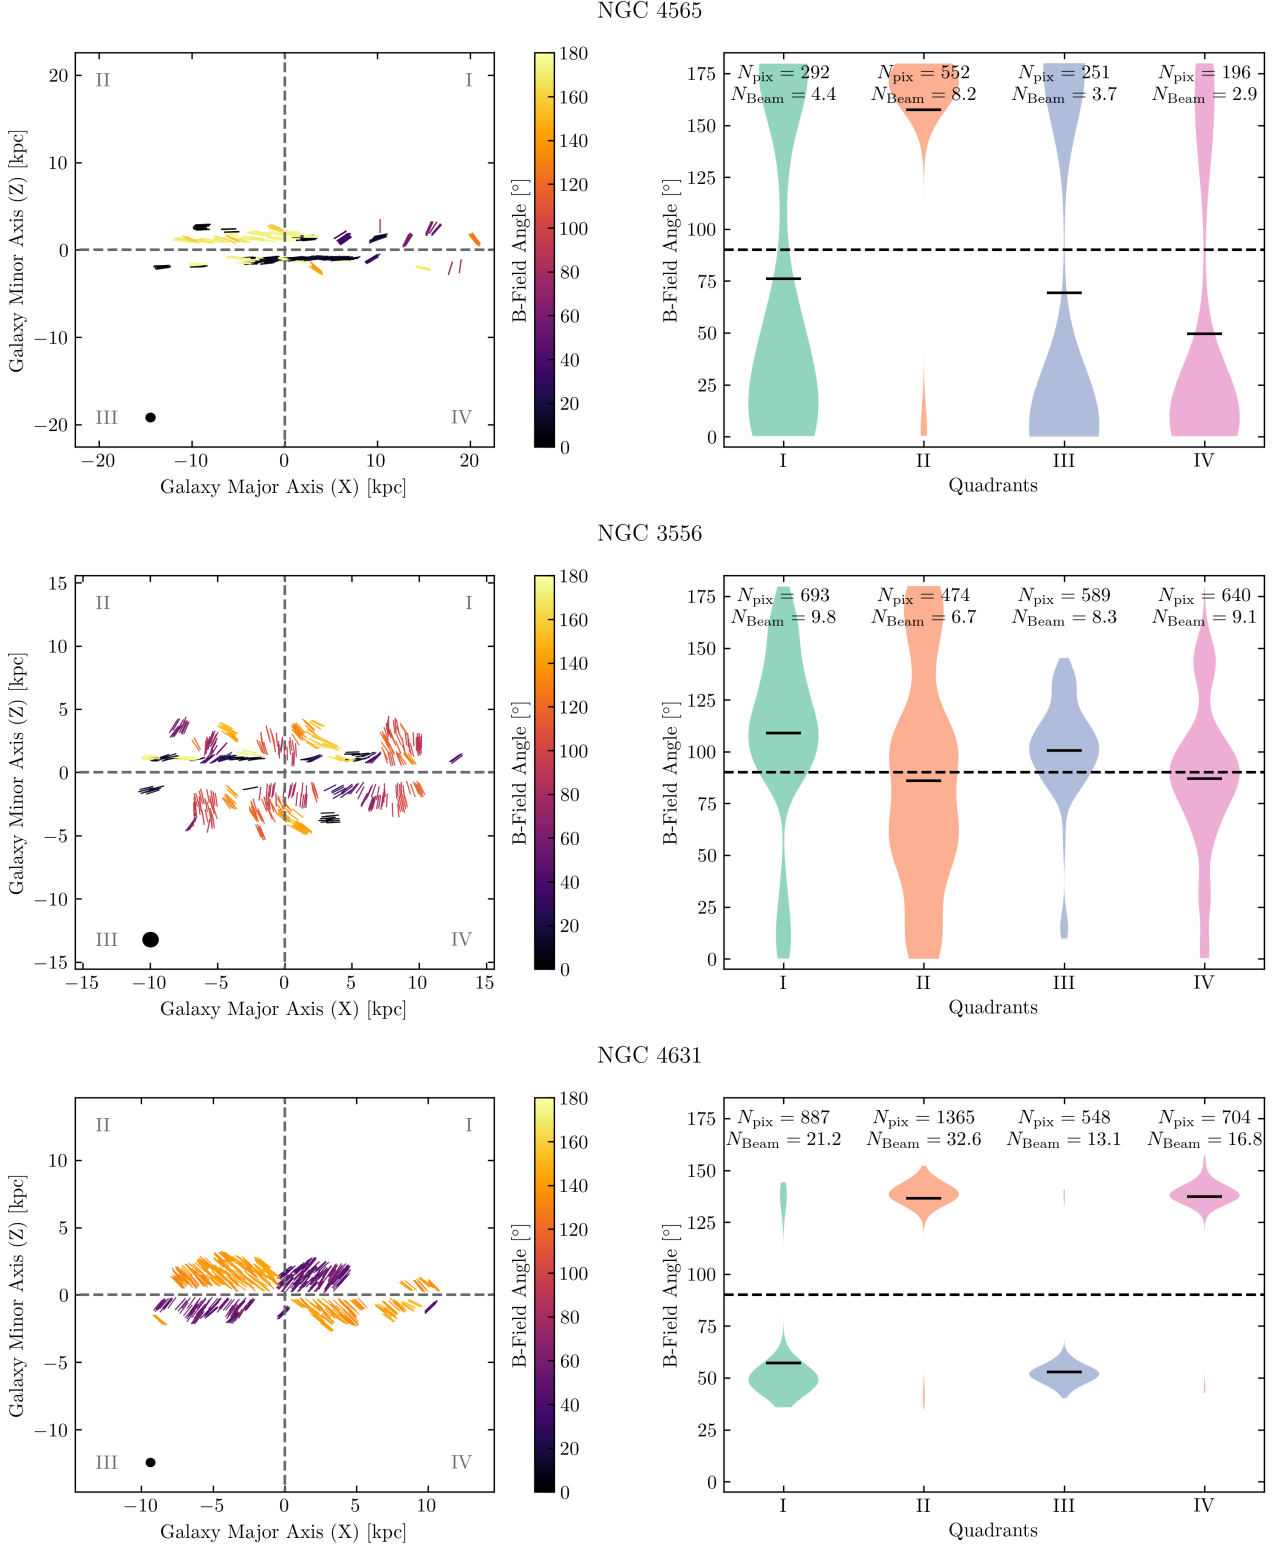 NGC 4565
II
I
III
IV
20
10
0
−10
−20
−20
−10
0
10
20
Galaxy Minor Axis (Z) [kpc]
Galaxy Major Axis (X) [kpc]
180
160
140
120
100
80
60
40
20
0
B-Field Angle [°]
N_pix = 292
N_Beam = 4.4
N_pix = 552
N_Beam = 8.2
N_pix = 251
N_Beam = 3.7
N_pix = 196
N_Beam = 2.9
175
150
125
100
75
50
25
0
B-Field Angle [°]
I
II
III
IV
Quadrants
NGC 3556
II
I
III
IV
15
10
5
0
−5
−10
−15
−15
−10
−5
0
5
10
15
Galaxy Minor Axis (Z) [kpc]
Galaxy Major Axis (X) [kpc]
180
160
140
120
100
80
60
40
20
0
B-Field Angle [°]
N_pix = 693
N_Beam = 9.8
N_pix = 474
N_Beam = 6.7
N_pix = 589
N_Beam = 8.3
N_pix = 640
N_Beam = 9.1
175
150
125
100
75
50
25
0
B-Field Angle [°]
I
II
III
IV
Quadrants
NGC 4631
II
I
III
IV
10
5
0
−5
−10
−10
−5
0
5
10
Galaxy Minor Axis (Z) [kpc]
Galaxy Major Axis (X) [kpc]
180
160
140
120
100
80
60
40
20
0
B-Field Angle [°]
N_pix = 887
N_Beam = 21.2
N_pix = 1365
N_Beam = 32.6
N_pix = 548
N_Beam = 13.1
N_pix = 704
N_Beam = 16.8
175
150
125
100
75
50
25
0
B-Field Angle [°]
I
II
III
IV
Quadrants